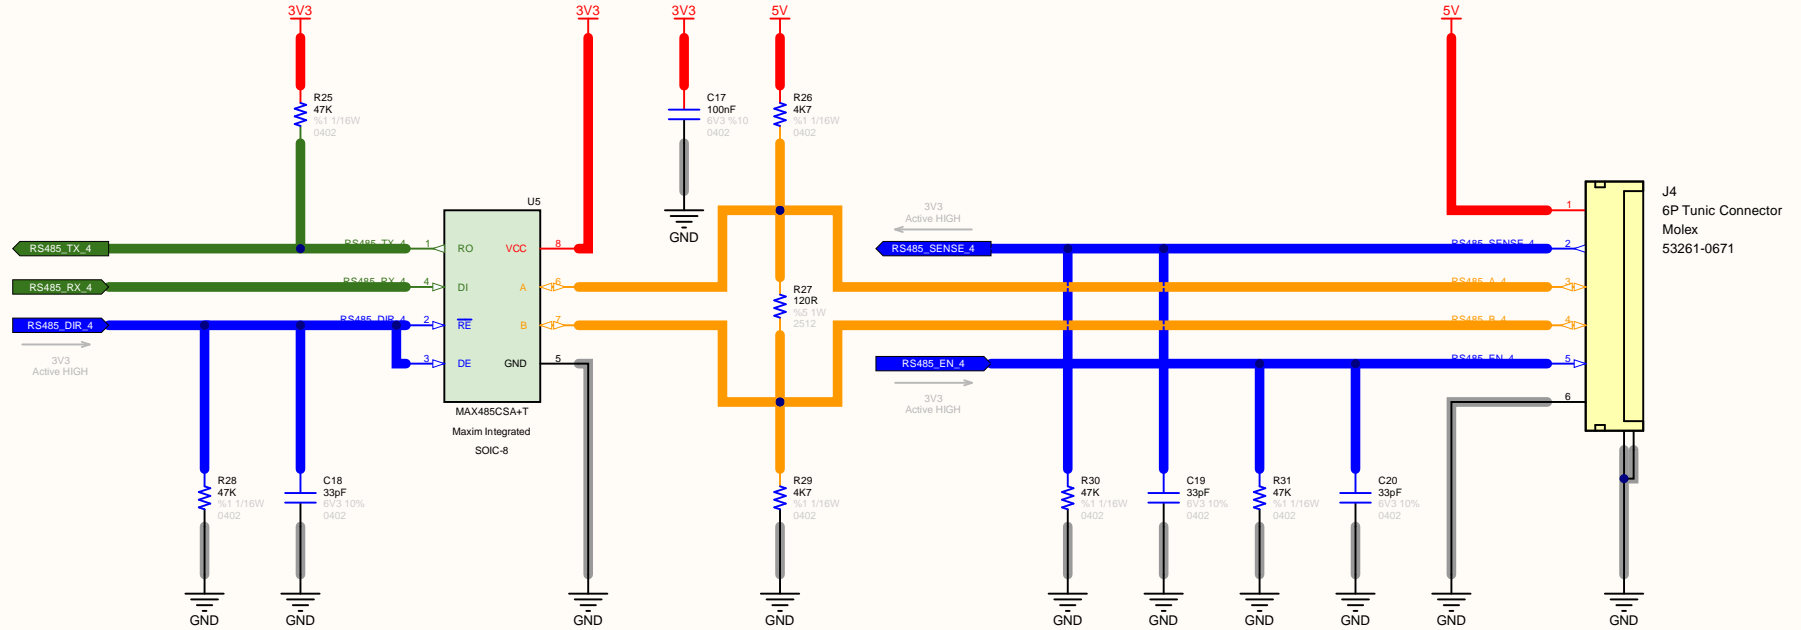 3V3
3V3
3V3
5V
5V
R25
47K
%1 1/16W
0402
C17
100nF
6V3 %10
0402
GND
R26
4K7
%1 1/16W
0402
U5
RS485_TX_4
RS485_TX_4
1
RO
VCC
8
RS485_RX_4
RS485_RX_4
4
DI
A
6
RS485_DIR_4
RS485_DIR_4
2
RE
B
7
3V3
Active HIGH
3
DE
GND
5
MAX485CSA+T
Maxim Integrated
SOIC-8
R27
120R
%5 1W
2512
3V3
Active HIGH
RS485_SENSE_4
RS485_SENSE_4
RS485_A_4
RS485_B_4
RS485_EN_4
RS485_EN_4
3V3
Active HIGH
1
2
3
4
5
6
J4
6P Tunic Connector
Molex
53261-0671
R28
47K
%1 1/16W
0402
C18
33pF
6V3 10%
0402
R29
4K7
%1 1/16W
0402
R30
47K
%1 1/16W
0402
C19
33pF
6V3 10%
0402
R31
47K
%1 1/16W
0402
C20
33pF
6V3 10%
0402
GND
GND
GND
GND
GND
GND
GND
GND
GND
GND